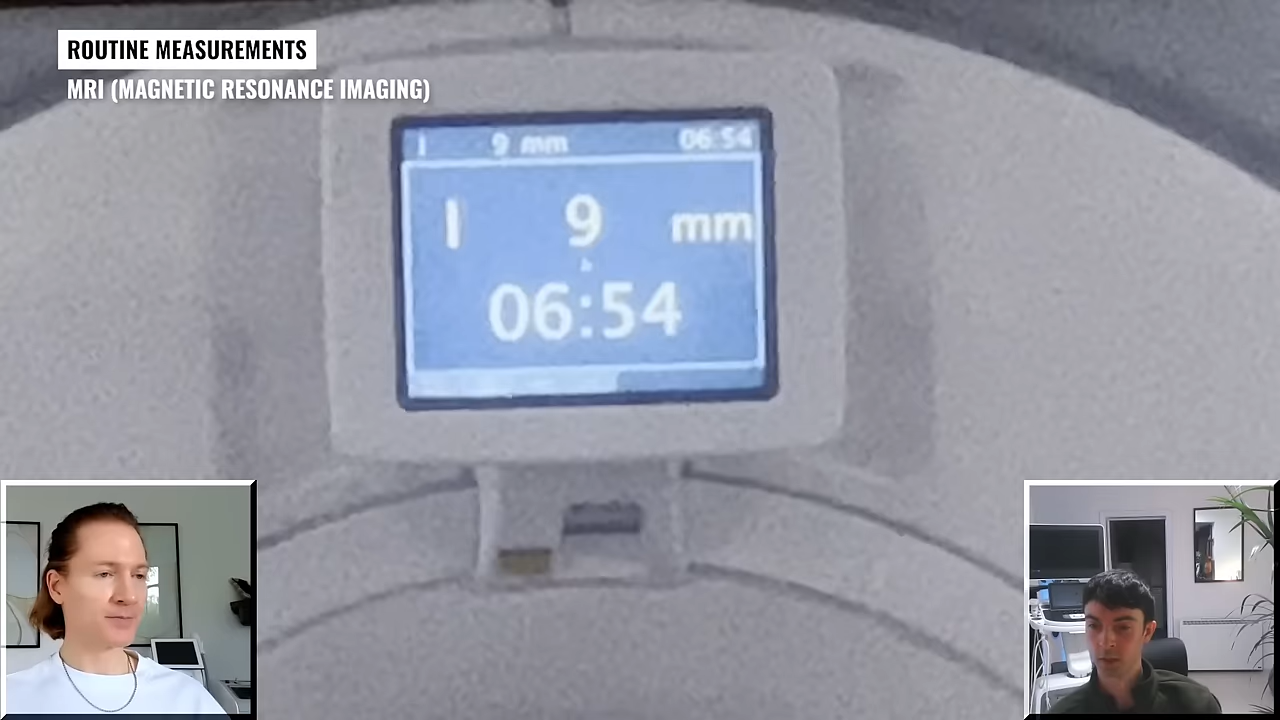 ROUTINE MEASUREMENTS
MRI (MAGNETIC RESONANCE IMAGING)
I 9 mm 06:54
I 9 mm
06:54